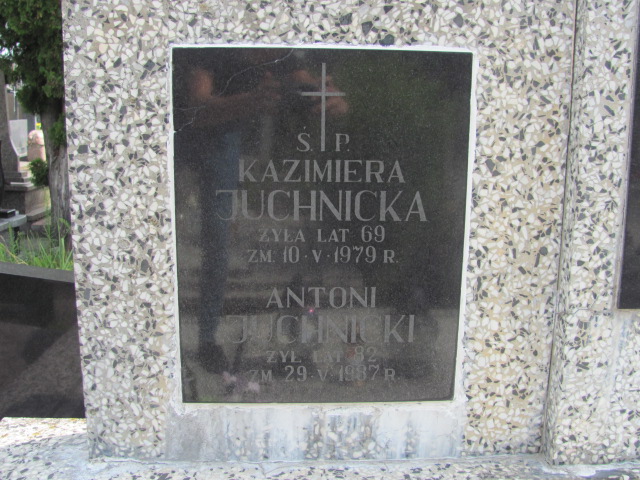 Ś. P.
KAZIMIERA
JUCHNICKA
ŻYŁA LAT 69
ZM. 10·V·1979 R.
ANTONI
JUCHNICKI
ŻYŁ LAT 82
ZM 29·V·1987 R